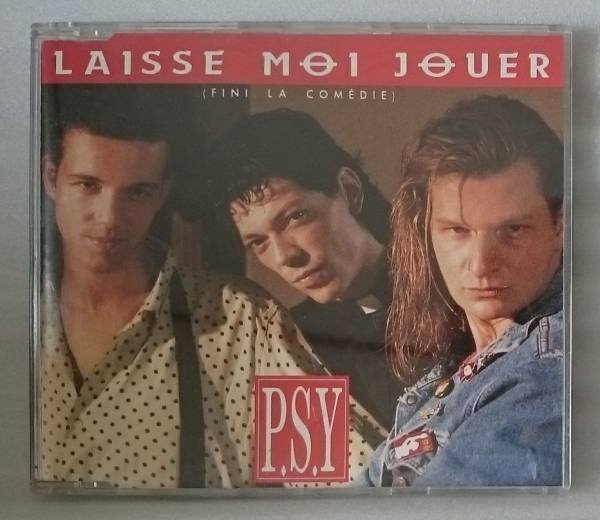 LAISSE MOI JOUER
(FINI LA COMÉDIE)
P.S.Y